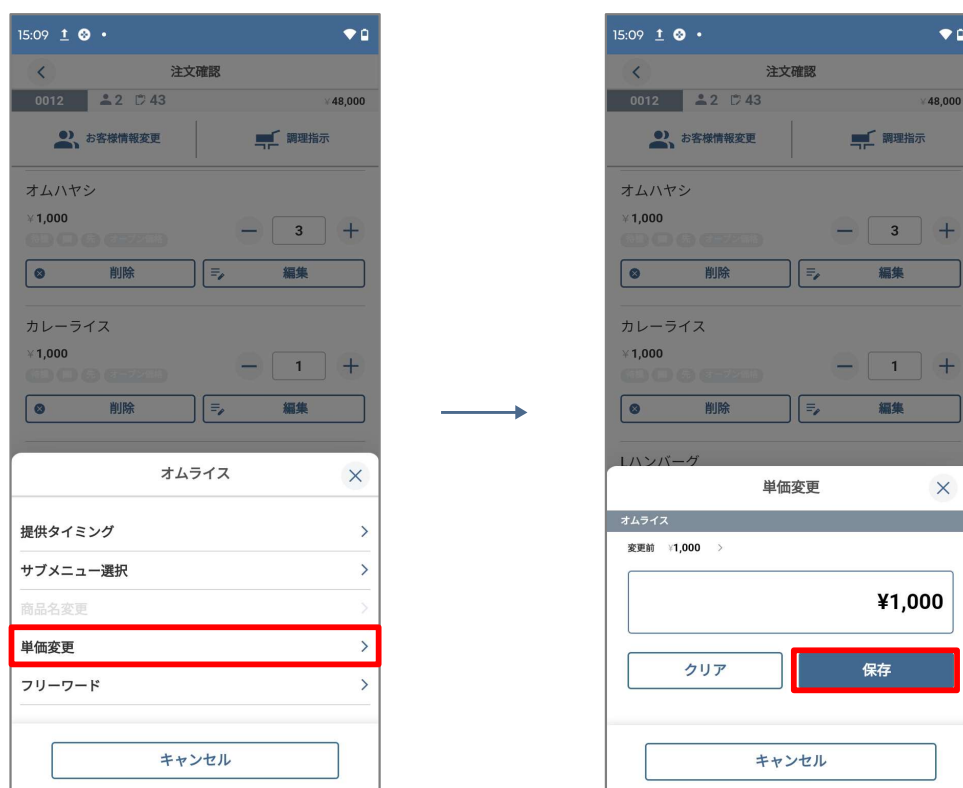 15:09
注文確認
0012 2 43 ¥48,000
お客様情報変更 調理指示
オムハヤシ
¥1,000
3
削除 編集
カレーライス
¥1,000
1
削除 編集
オムライス
提供タイミング
サブメニュー選択
商品名変更
単価変更
フリーワード
キャンセル
15:09
注文確認
0012 2 43 ¥48,000
お客様情報変更 調理指示
オムハヤシ
¥1,000
3
削除 編集
カレーライス
¥1,000
1
削除 編集
Lハンバーグ
単価変更
オムライス
変更前 ¥1,000
¥1,000
クリア 保存
キャンセル